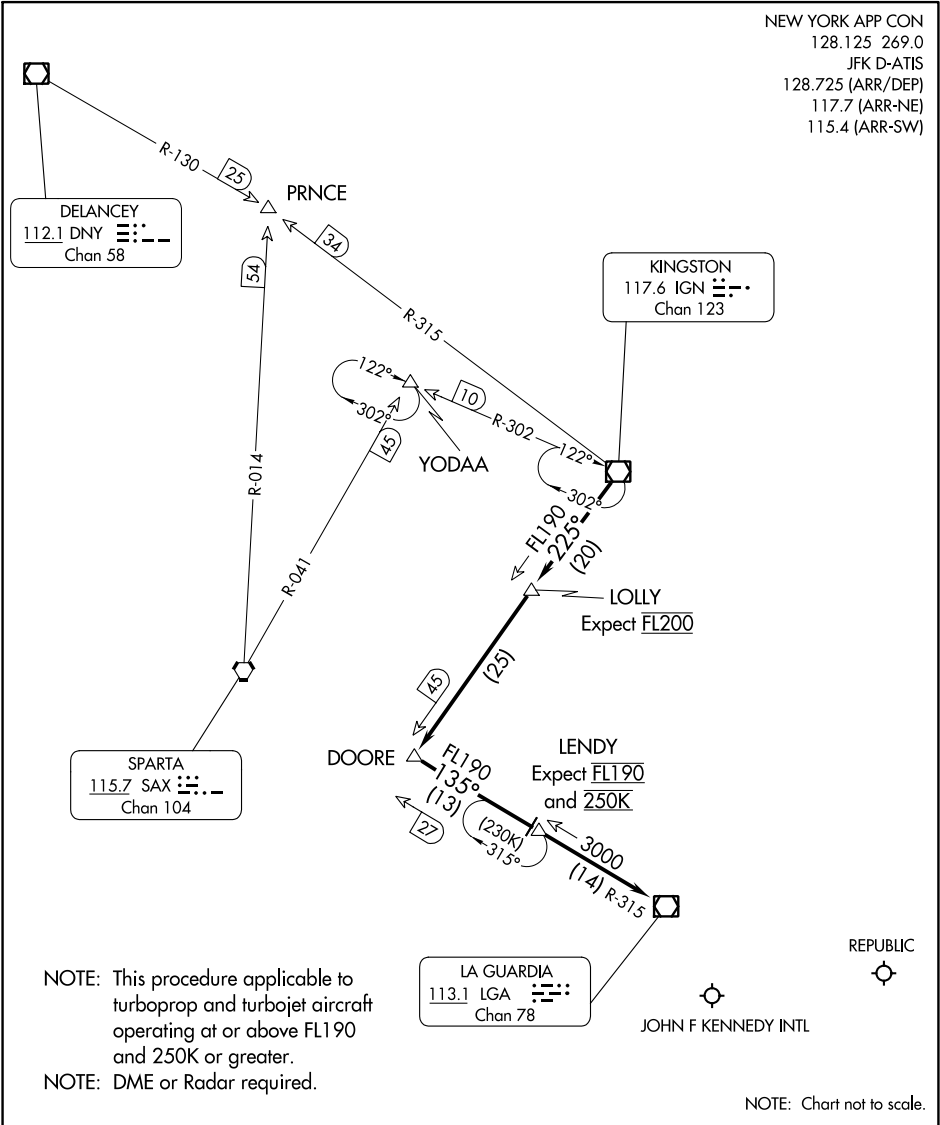 NEW YORK APP CON
128.125 269.0
JFK D-ATIS
128.725 (ARR/DEP)
117.7 (ARR-NE)
115.4 (ARR-SW)
R-130
25
PRNCE
DELANCEY
112.1 DNY
Chan 58
34
54
KINGSTON
117.6 IGN
Chan 123
R-315
122°
302°
10
R-302
45
YODAA
122°
302°
R-014
R-041
FL190
225°
(20)
LOLLY
Expect FL200
(25)
45
SPARTA
115.7 SAX
Chan 104
DOORE
FL190
135°
(13)
LENDY
Expect FL190
and 250K
27
(230K)
315°
3000
(14) R-315
LA GUARDIA
113.1 LGA
Chan 78
REPUBLIC
JOHN F KENNEDY INTL
NOTE: This procedure applicable to
turboprop and turbojet aircraft
operating at or above FL190
and 250K or greater.
NOTE: DME or Radar required.
NOTE: Chart not to scale.